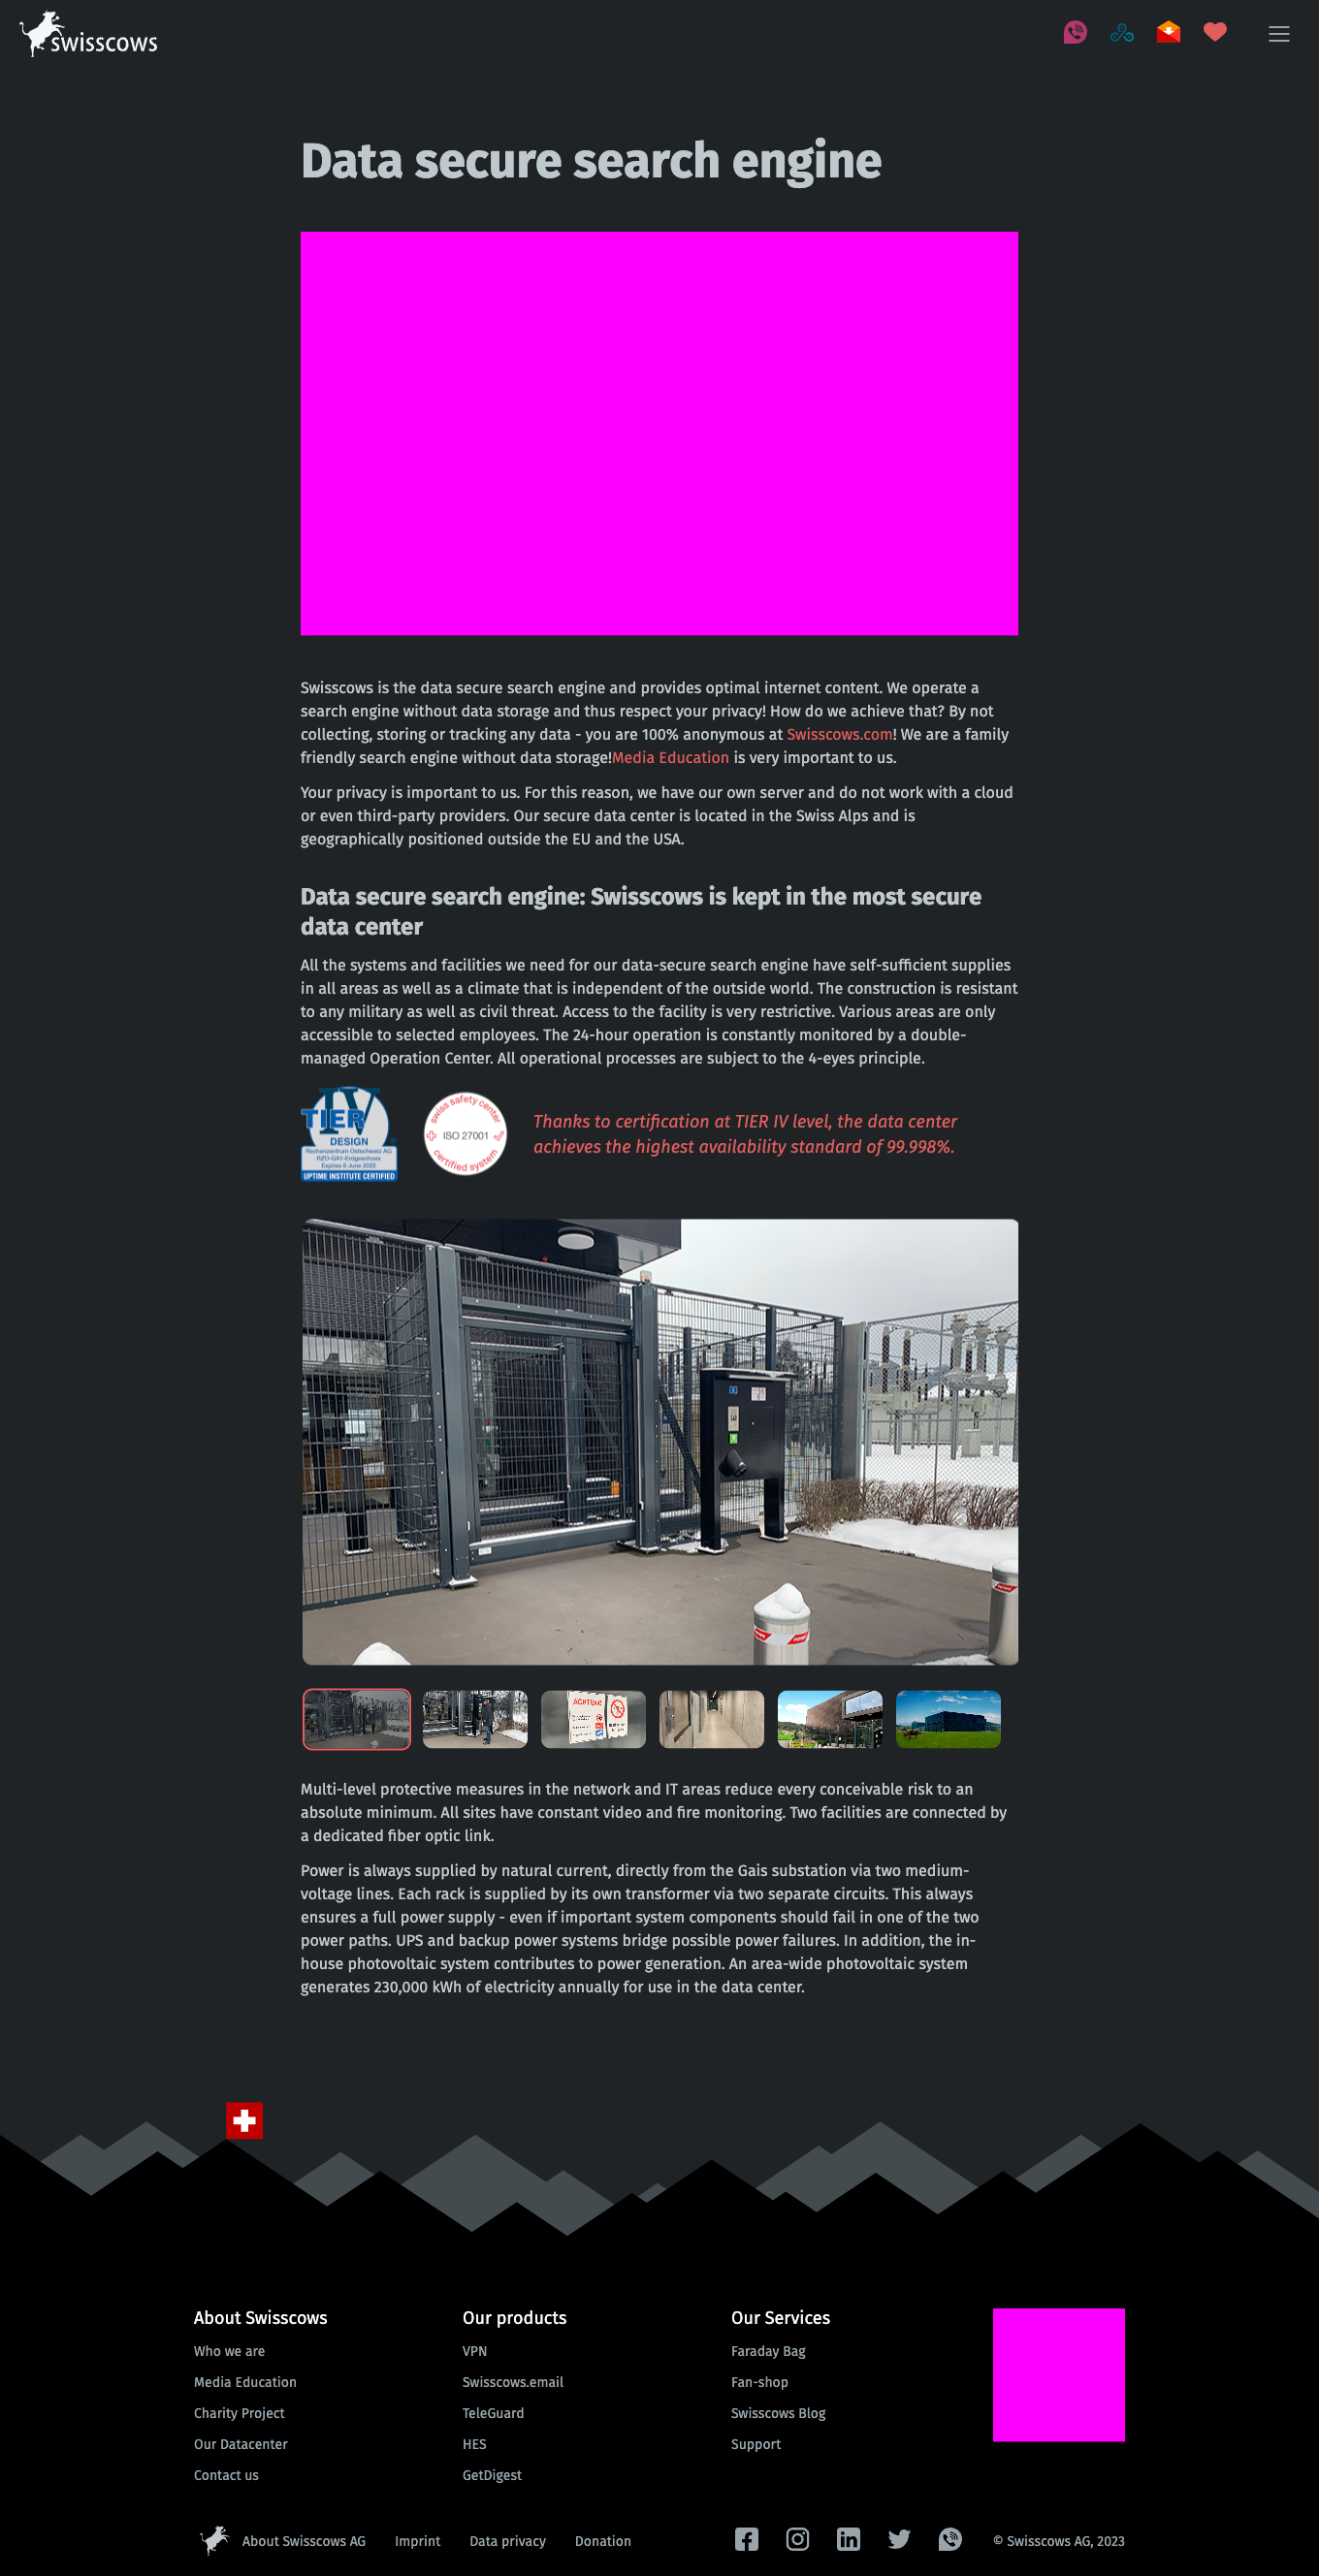 swisscows
Data secure search engine
Swisscows is the data secure search engine and provides optimal internet content. We operate a
search engine without data storage and thus respect your privacy! How do we achieve that? By not
collecting, storing or tracking any data - you are 100% anonymous at Swisscows.com! We are a family
friendly search engine without data storage!Media Education is very important to us.
Your privacy is important to us. For this reason, we have our own server and do not work with a cloud
or even third-party providers. Our secure data center is located in the Swiss Alps and is
geographically positioned outside the EU and the USA.
Data secure search engine: Swisscows is kept in the most secure
data center
All the systems and facilities we need for our data-secure search engine have self-sufficient supplies
in all areas as well as a climate that is independent of the outside world. The construction is resistant
to any military as well as civil threat. Access to the facility is very restrictive. Various areas are only
accessible to selected employees. The 24-hour operation is constantly monitored by a double-
managed Operation Center. All operational processes are subject to the 4-eyes principle.
IV
TIER
DESIGN
Rechenzentrum Ostschweiz AG
RZO-GA1-Erdgeschoss
Expires 8 June 2022
UPTIME INSTITUTE CERTIFIED
swiss safety center
ISO 27001
certified system
Thanks to certification at TIER IV level, the data center
achieves the highest availability standard of 99.998%.
ACHTUNG
Multi-level protective measures in the network and IT areas reduce every conceivable risk to an
absolute minimum. All sites have constant video and fire monitoring. Two facilities are connected by
a dedicated fiber optic link.
Power is always supplied by natural current, directly from the Gais substation via two medium-
voltage lines. Each rack is supplied by its own transformer via two separate circuits. This always
ensures a full power supply - even if important system components should fail in one of the two
power paths. UPS and backup power systems bridge possible power failures. In addition, the in-
house photovoltaic system contributes to power generation. An area-wide photovoltaic system
generates 230,000 kWh of electricity annually for use in the data center.
About Swisscows
Who we are
Media Education
Charity Project
Our Datacenter
Contact us
Our products
VPN
Swisscows.email
TeleGuard
HES
GetDigest
Our Services
Faraday Bag
Fan-shop
Swisscows Blog
Support
About Swisscows AG
Imprint
Data privacy
Donation
© Swisscows AG, 2023